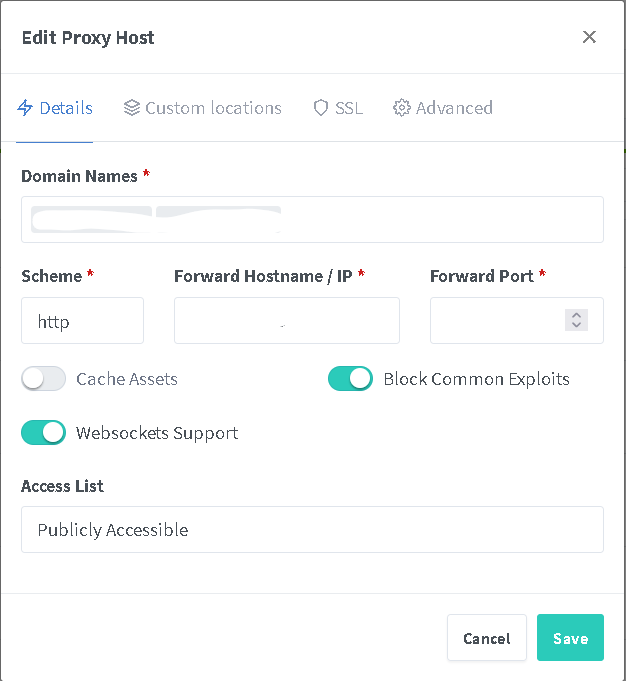 Edit Proxy Host
Details Custom locations SSL Advanced
Domain Names *
Scheme * Forward Hostname / IP * Forward Port *
http
Cache Assets Block Common Exploits
Websockets Support
Access List
Publicly Accessible
Cancel Save